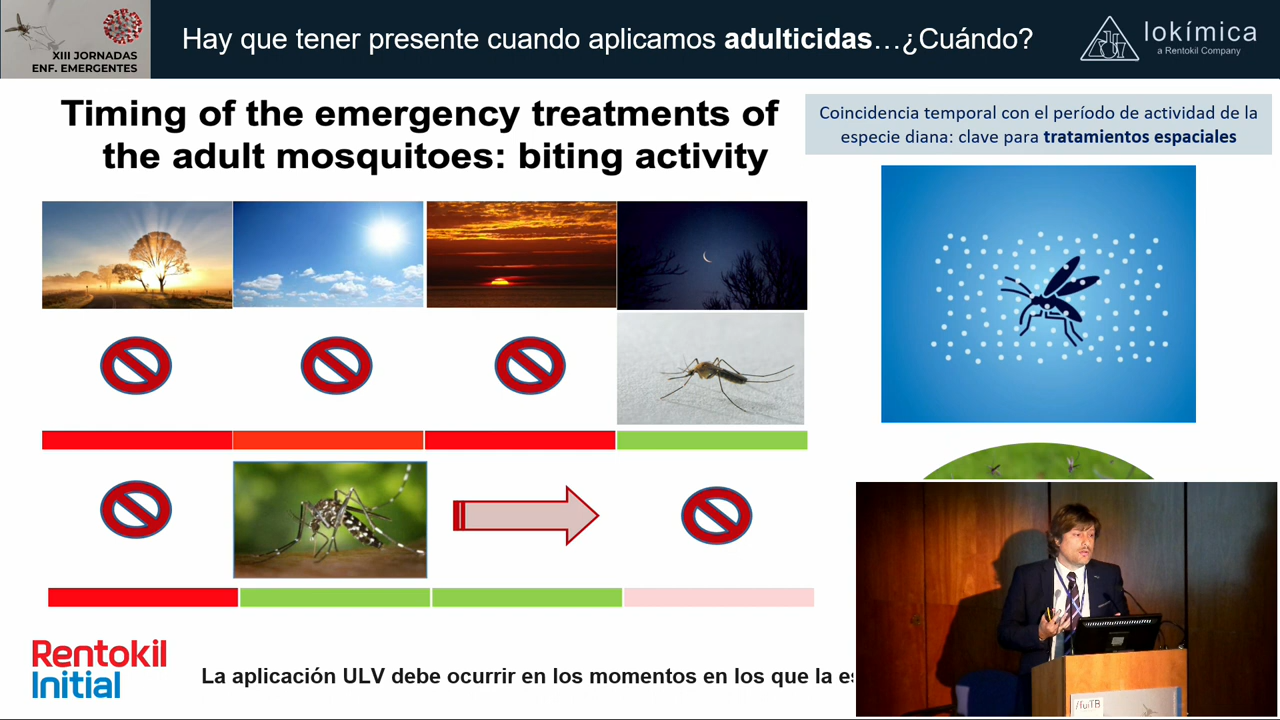 XIII JORNADAS
ENF. EMERGENTES
Hay que tener presente cuando aplicamos adulticidas…¿Cuándo?
lokímica
a Rentokil Company
Timing of the emergency treatments of
the adult mosquitoes: biting activity
Coincidencia temporal con el período de actividad de la
especie diana: clave para tratamientos espaciales
Rentokil
Initial
La aplicación ULV debe ocurrir en los momentos en los que la
/fuiTB